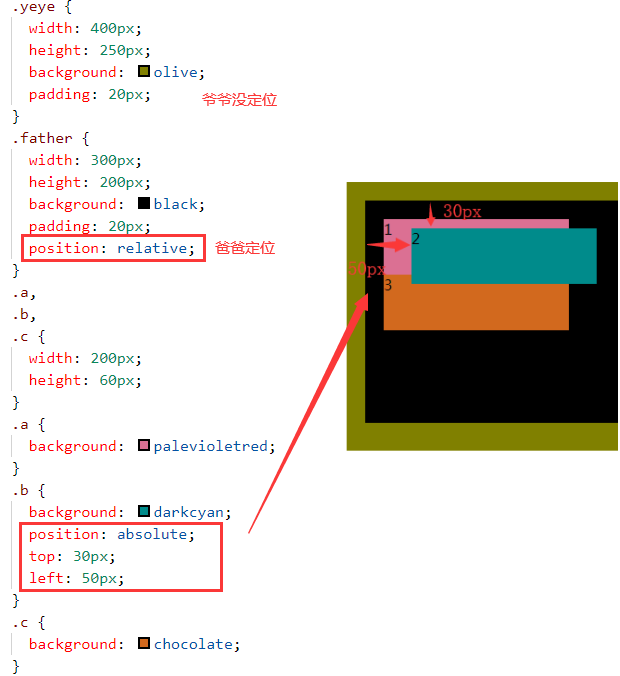 .yeye {
width: 400px;
height: 250px;
background: olive;
padding: 20px;
爷爷没定位
}
.father {
width: 300px;
height: 200px;
background: black;
padding: 20px;
position: relative;
爸爸定位
}
.a,
.b,
.c {
width: 200px;
height: 60px;
}
.a {
background: palevioletred;
}
.b {
background: darkcyan;
position: absolute;
top: 30px;
left: 50px;
}
.c {
background: chocolate;
}
30px
1
2
50px
3